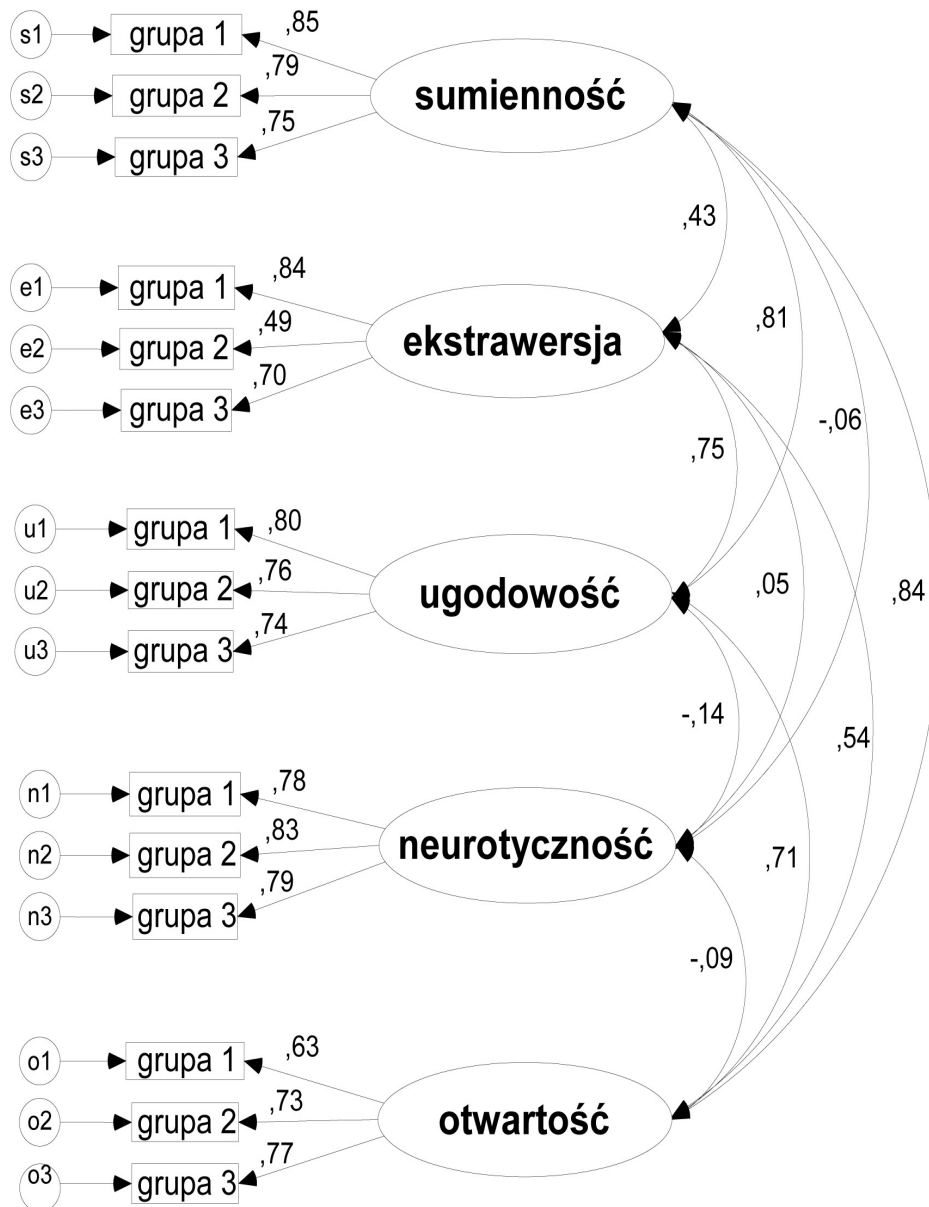 s1 grupa 1 ,85
s2 grupa 2 ,79
sumienność
s3 grupa 3 ,75
,43
e1 grupa 1 ,84
e2 grupa 2 ,49
ekstrawersja
,81
e3 grupa 3 ,70
-,06
,75
u1 grupa 1 ,80
u2 grupa 2 ,76
ugodowość
,05
,84
u3 grupa 3 ,74
-,14
,54
n1 grupa 1 ,78
n2 grupa 2 ,83
neurotyczność
,71
n3 grupa 3 ,79
-,09
o1 grupa 1 ,63
o2 grupa 2 ,73
otwartość
o3 grupa 3 ,77